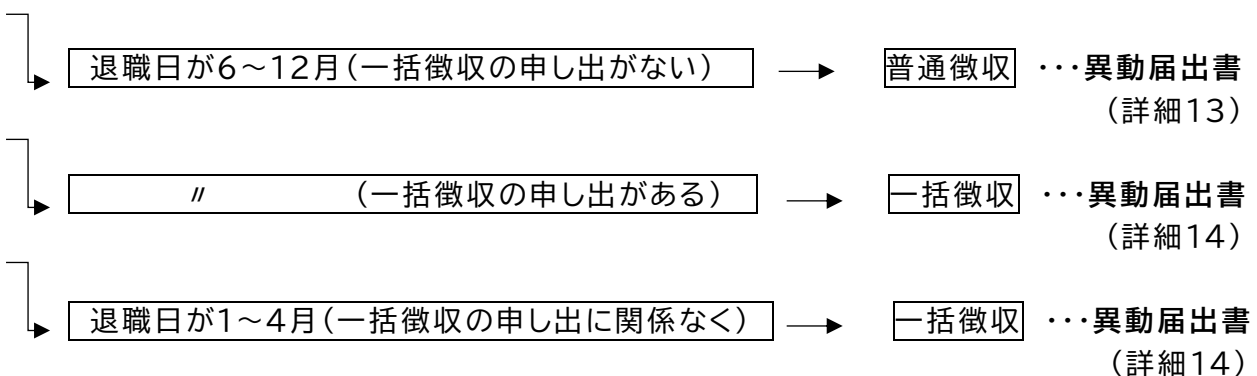 退職日が6～12月(一括徴収の申し出がない) 普通徴収 ･･･異動届出書
(詳細13)
〃 (一括徴収の申し出がある) 一括徴収 ･･･異動届出書
(詳細14)
退職日が1～4月(一括徴収の申し出に関係なく) 一括徴収 ･･･異動届出書
(詳細14)